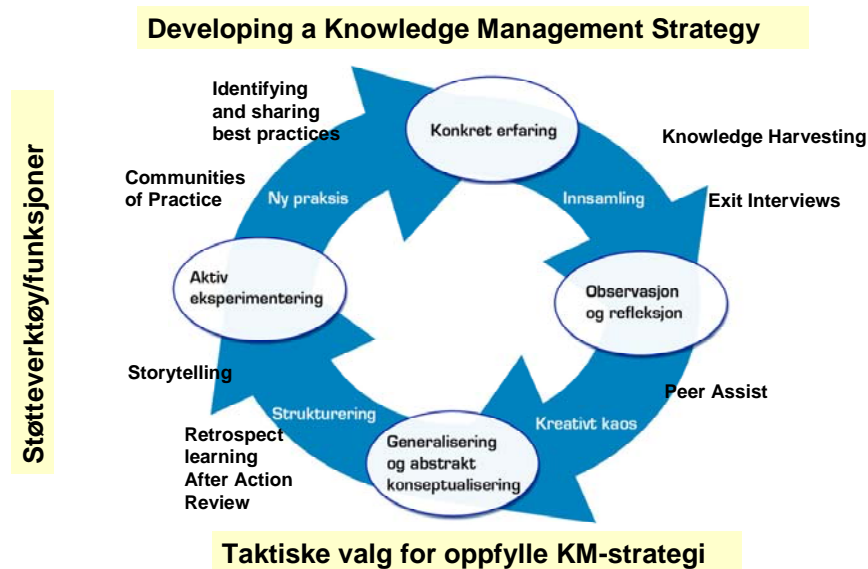 Developing a Knowledge Management Strategy
Støtteverktøy/funksjoner
Identifying
and sharing
best practices
Konkret erfaring
Knowledge Harvesting
Communities
of Practice
Ny praksis
Innsamling
Exit Interviews
Aktiv
eksperimentering
Observasjon
og refleksjon
Storytelling
Peer Assist
Strukturering
Kreativt kaos
Retrospect
learning
After Action
Review
Generalisering
og abstrakt
konseptualisering
Taktiske valg for oppfylle KM-strategi